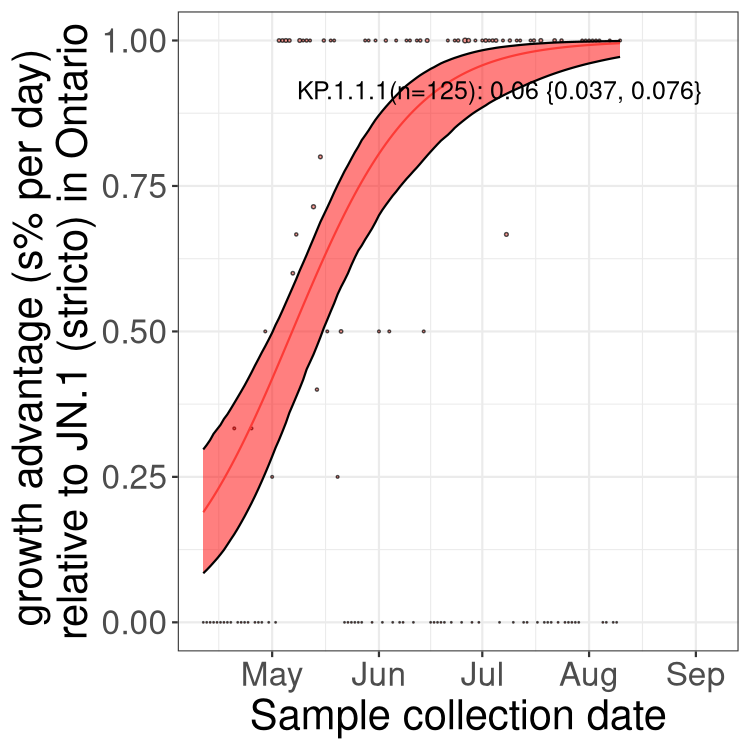 growth advantage (s% per day)
relative to JN.1 (stricto) in Ontario
1.00
0.75
0.50
0.25
0.00
KP.1.1.1(n=125): 0.06 {0.037, 0.076}
May Jun Jul Aug Sep
Sample collection date